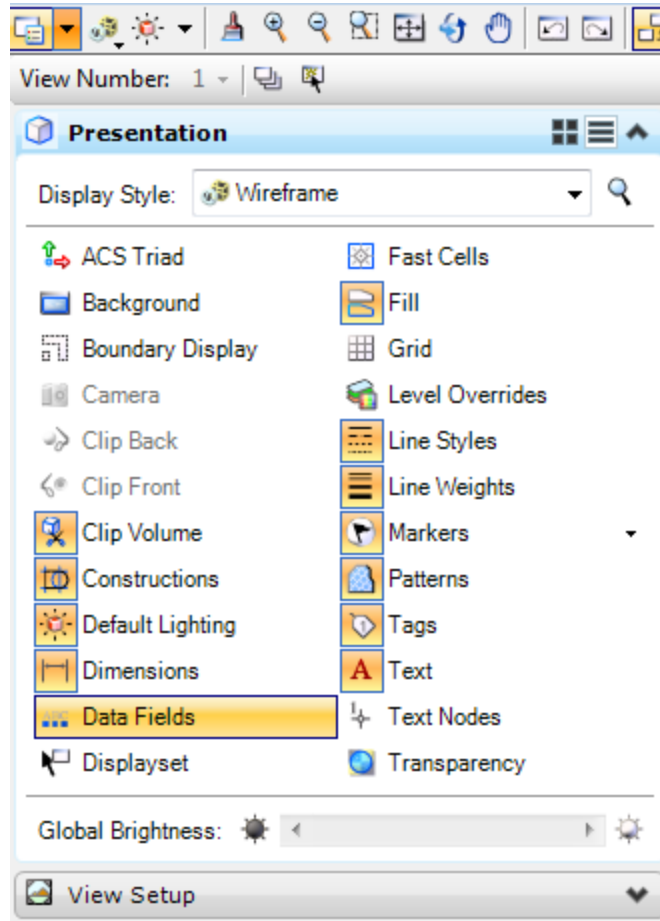 View Number: 1
Presentation
Display Style: Wireframe
ACS Triad Fast Cells
Background Fill
Boundary Display Grid
Camera Level Overrides
Clip Back Line Styles
Clip Front Line Weights
Clip Volume Markers
Constructions Patterns
Default Lighting Tags
Dimensions A Text
ABC Data Fields Text Nodes
Displayset Transparency
Global Brightness:
View Setup